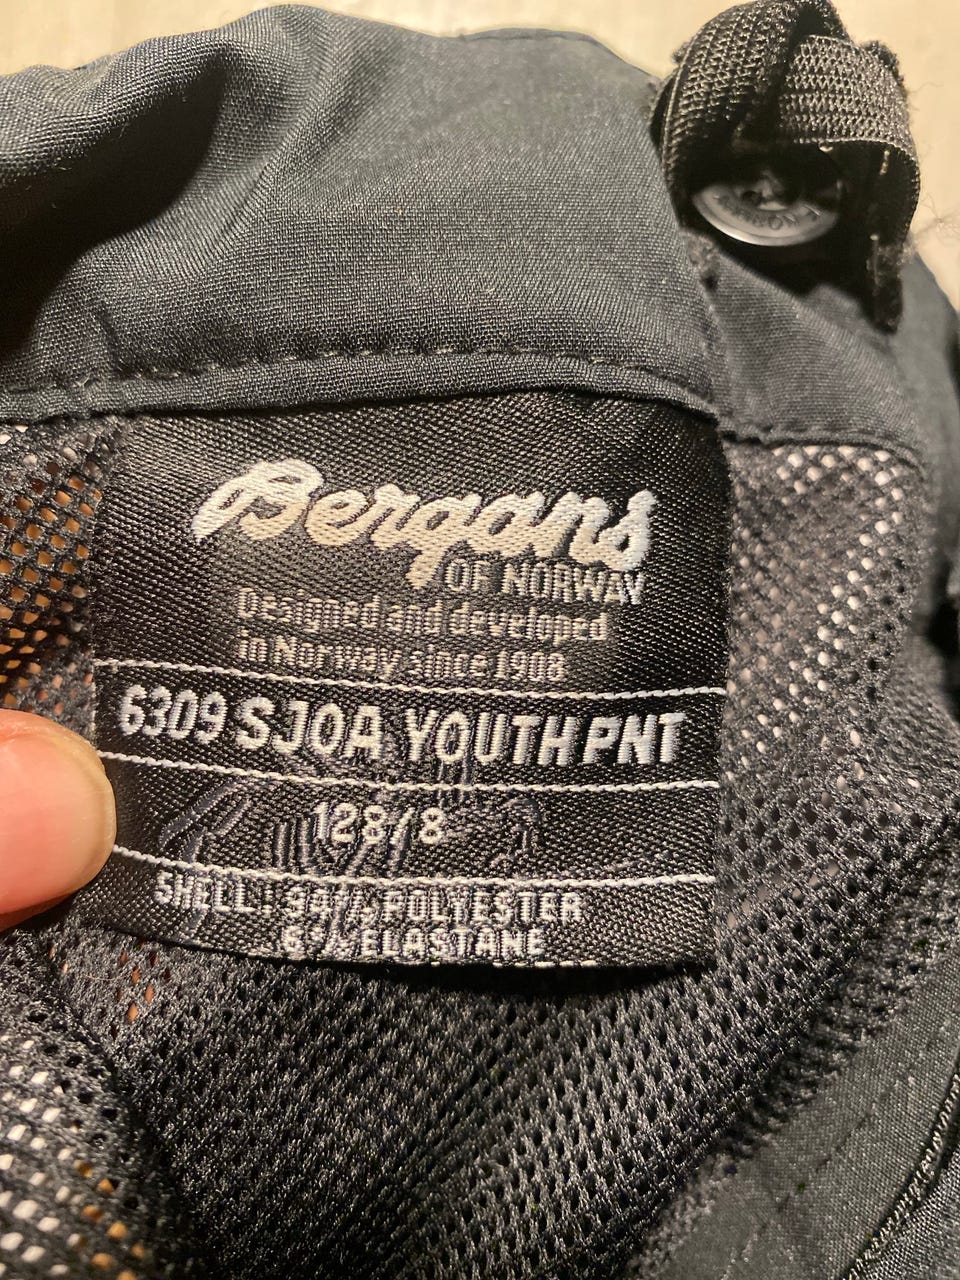 Bergans
OF NORWAY
Designed and developed
in Norway since 1908
6309 SJOA YOUTH PNT
128/8
SHELL: 94% POLYESTER
6% ELASTANE